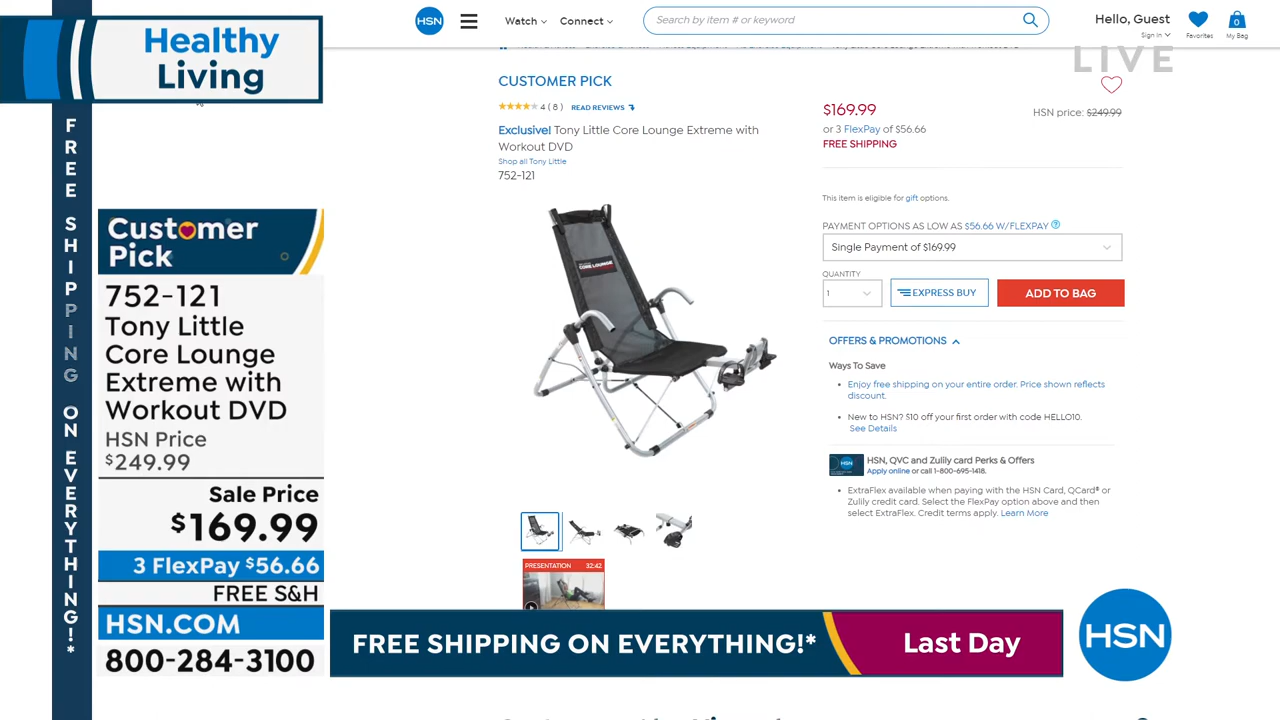 Healthy
Living
FREE SHIPPING ON EVERYTHING!*
Customer
Pick
752-121
Tony Little
Core Lounge
Extreme with
Workout DVD
HSN Price
$249.99
Sale Price
$169.99
3 FlexPay $56.66
FREE S&H
HSN.COM
800-284-3100
HSN
Watch
Connect
Search by item # or keyword
Hello, Guest
Sign in
Favorites
0
My Bag
LIVE
CUSTOMER PICK
4 ( 8 ) READ REVIEWS
Exclusive! Tony Little Core Lounge Extreme with
Workout DVD
Shop all Tony Little
752-121
CORE LOUNGE
PRESENTATION 32:42
$169.99
HSN price: $249.99
or 3 FlexPay of $56.66
FREE SHIPPING
This item is eligible for gift options.
PAYMENT OPTIONS AS LOW AS $56.66 W/FLEXPAY ?
Single Payment of $169.99
QUANTITY
1
EXPRESS BUY
ADD TO BAG
OFFERS & PROMOTIONS
Ways To Save
• Enjoy free shipping on your entire order. Price shown reflects
discount.
• New to HSN? $10 off your first order with code HELLO10.
See Details
HSN
HSN, QVC and Zulily card Perks & Offers
Apply online or call 1-800-695-1418.
• ExtraFlex available when paying with the HSN Card, QCard® or
Zulily credit card. Select the FlexPay option above and then
select ExtraFlex. Credit terms apply. Learn More
FREE SHIPPING ON EVERYTHING!*
Last Day
HSN